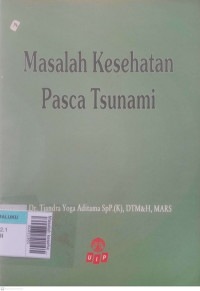 Masalah Kesehatan
Pasca Tsunami
Dr. Tjandra Yoga Aditama SpP.(K), DTM&H, MARS